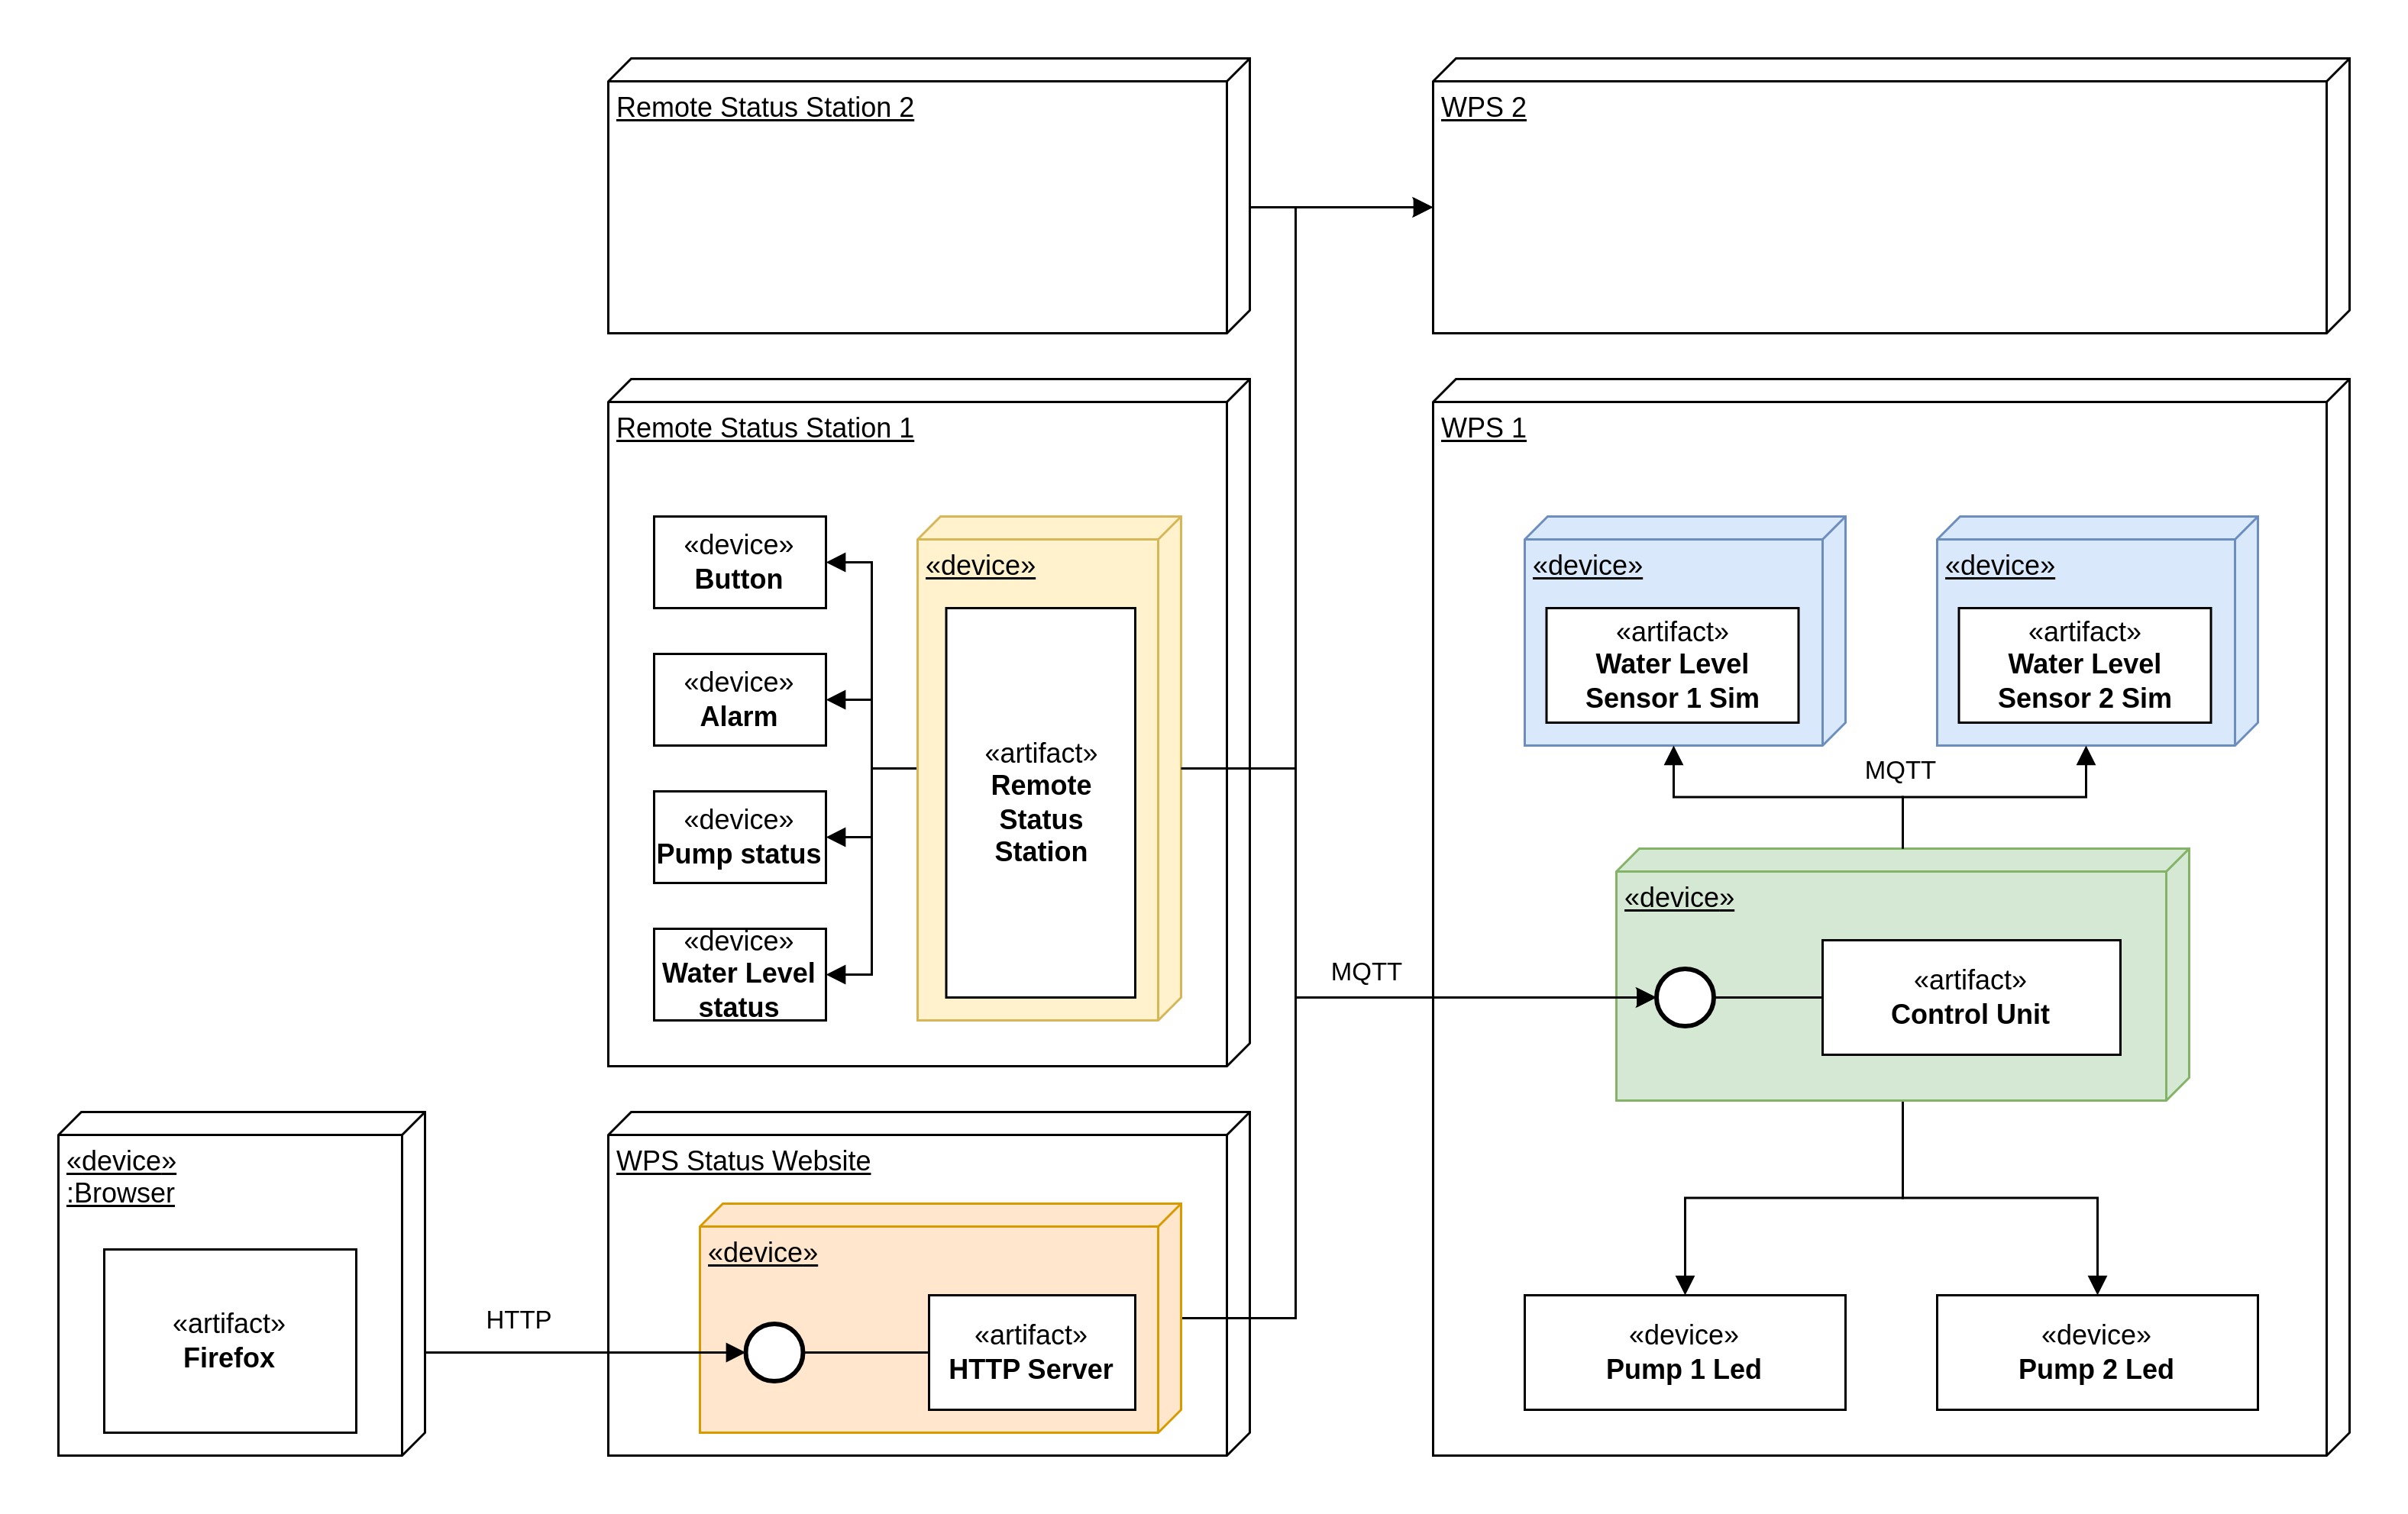 Remote Status Station 2
WPS 2
Remote Status Station 1
«device»
Button
«device»
Alarm
«device»
Pump status
«device»
Water Level
status
«device»
«artifact»
Remote
Status
Station
WPS 1
«device»
«artifact»
Water Level
Sensor 1 Sim
«device»
«artifact»
Water Level
Sensor 2 Sim
MQTT
«device»
«artifact»
Control Unit
MQTT
«device»
Pump 1 Led
«device»
Pump 2 Led
«device»
:Browser
«artifact»
Firefox
HTTP
WPS Status Website
«device»
«artifact»
HTTP Server